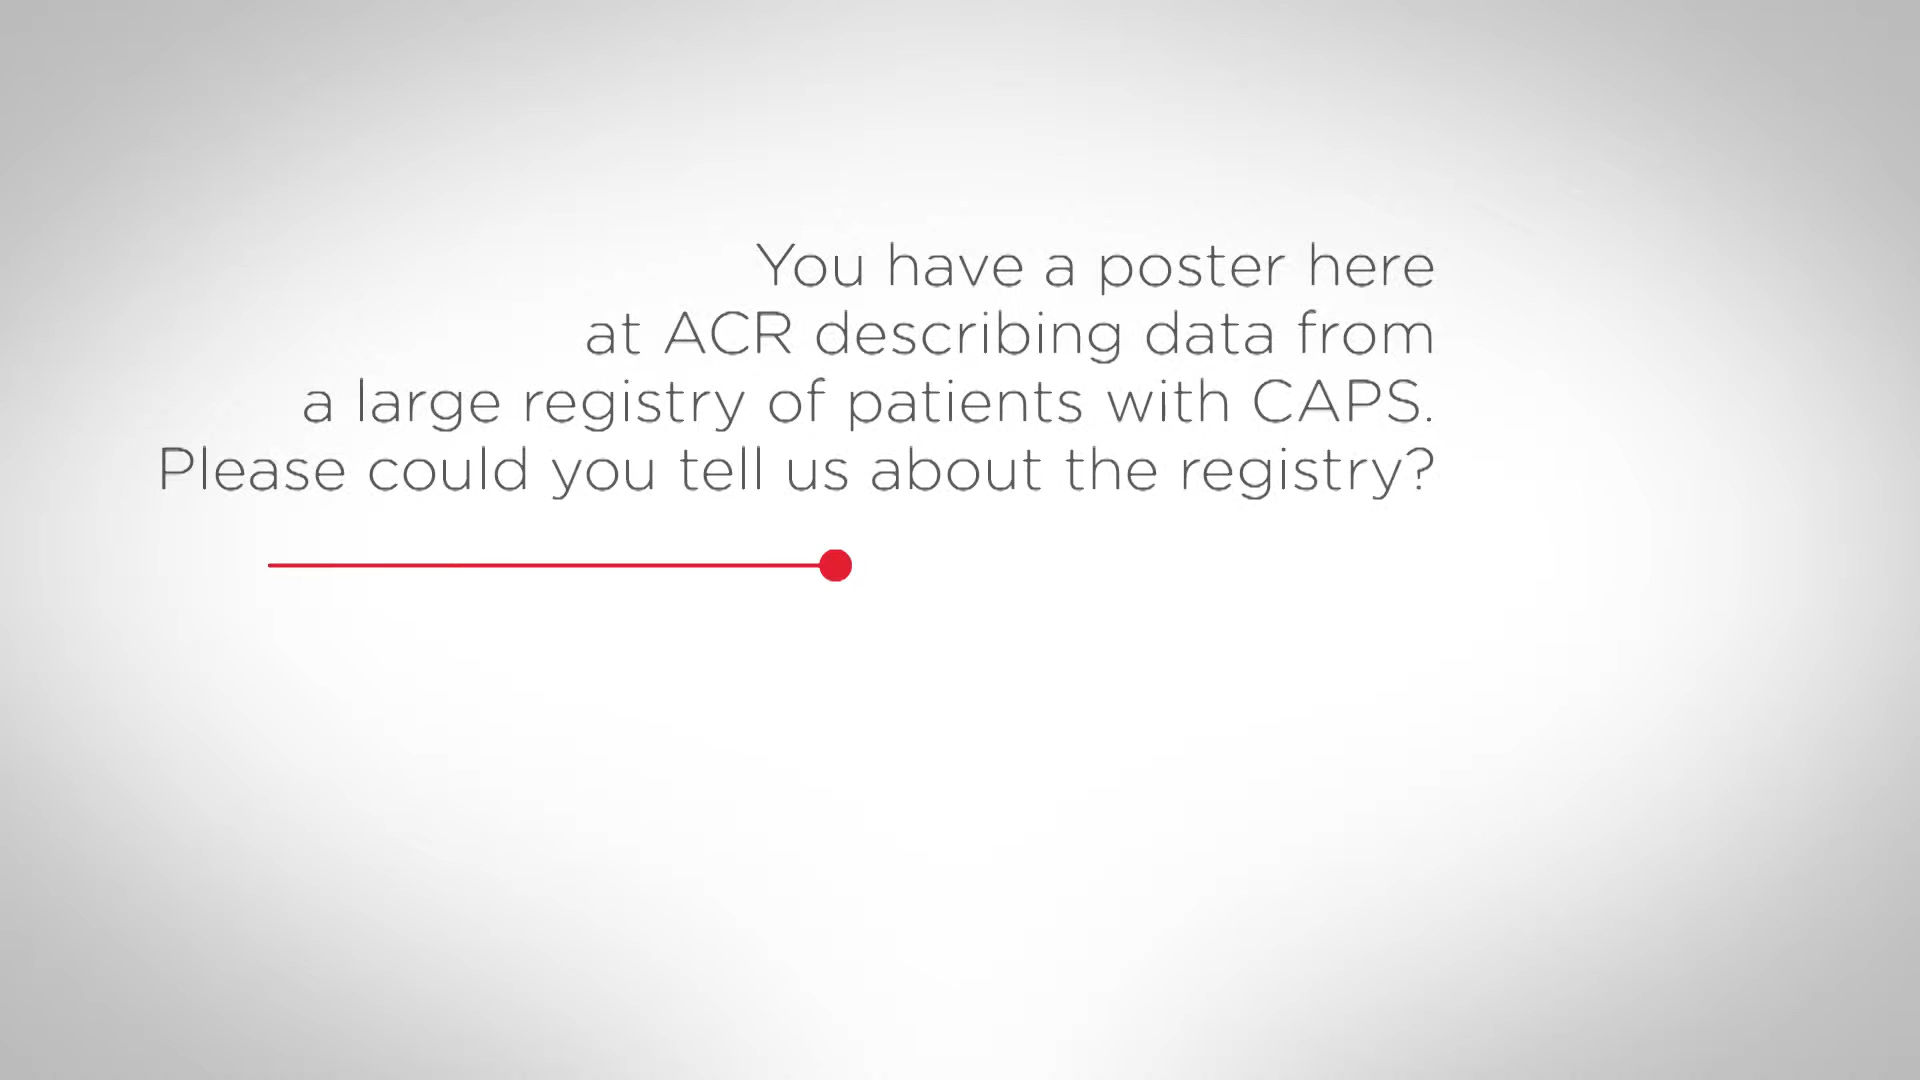 You have a poster here
at ACR describing data from
a large registry of patients with CAPS.
Please could you tell us about the registry?